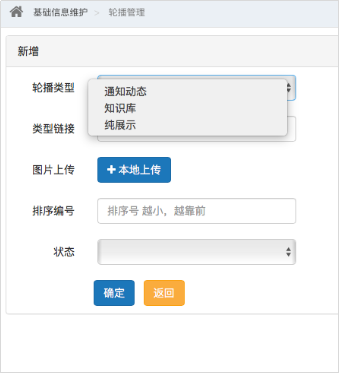 基础信息维护 > 轮播管理
新增
轮播类型
通知动态
知识库
纯展示
类型链接
图片上传 + 本地上传
排序编号 排序号 越小，越靠前
状态
确定 返回